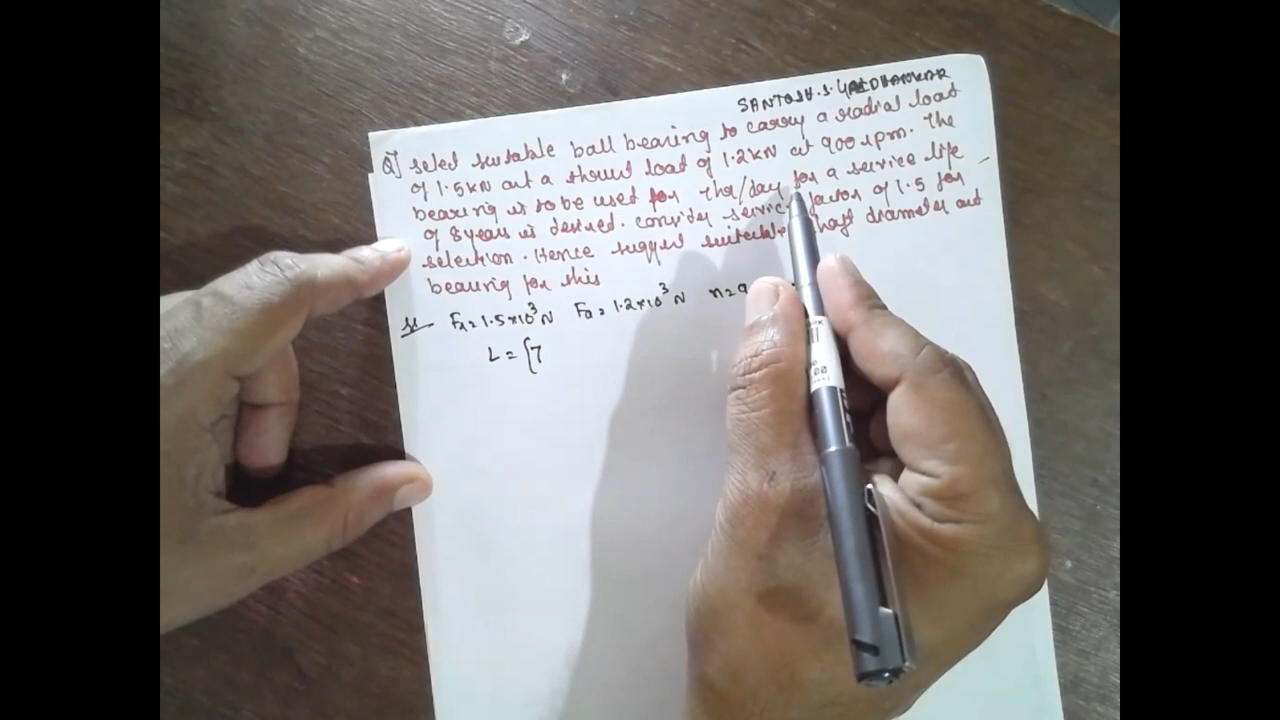 SANTOSH.S.
Q] select suitable ball bearing to carry a radial load
of 1.5kN and a thrust load of 1.2kN at 900 rpm. The
bearing is to be used for 7hr/day for a service life
of 8 years is desired. consider service factor of 1.5 for
selection. Hence suggest suitable shaft diameter and
bearing for this
Fr = 1.5×10³N Fa = 1.2×10³ N n=9
L = {7